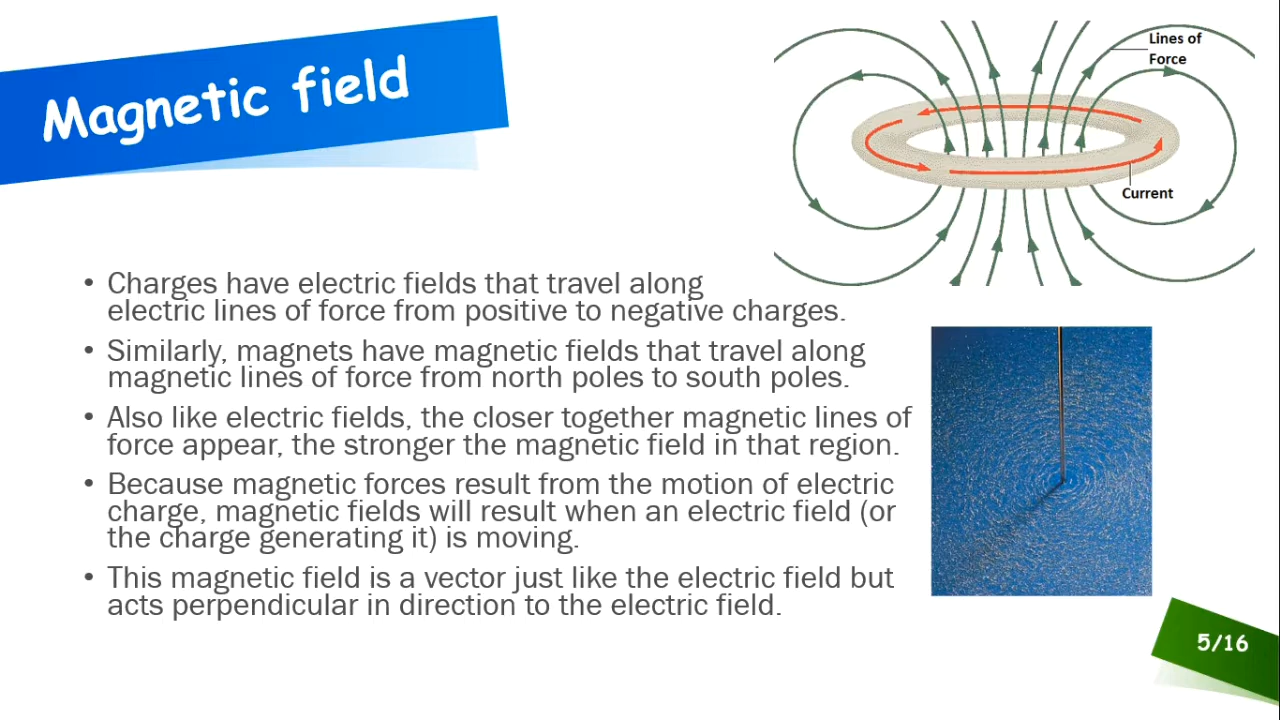 Magnetic field
Lines of
Force
Current
• Charges have electric fields that travel along
electric lines of force from positive to negative charges.
• Similarly, magnets have magnetic fields that travel along
magnetic lines of force from north poles to south poles.
• Also like electric fields, the closer together magnetic lines of
force appear, the stronger the magnetic field in that region.
• Because magnetic forces result from the motion of electric
charge, magnetic fields will result when an electric field (or
the charge generating it) is moving.
• This magnetic field is a vector just like the electric field but
acts perpendicular in direction to the electric field.
5/16